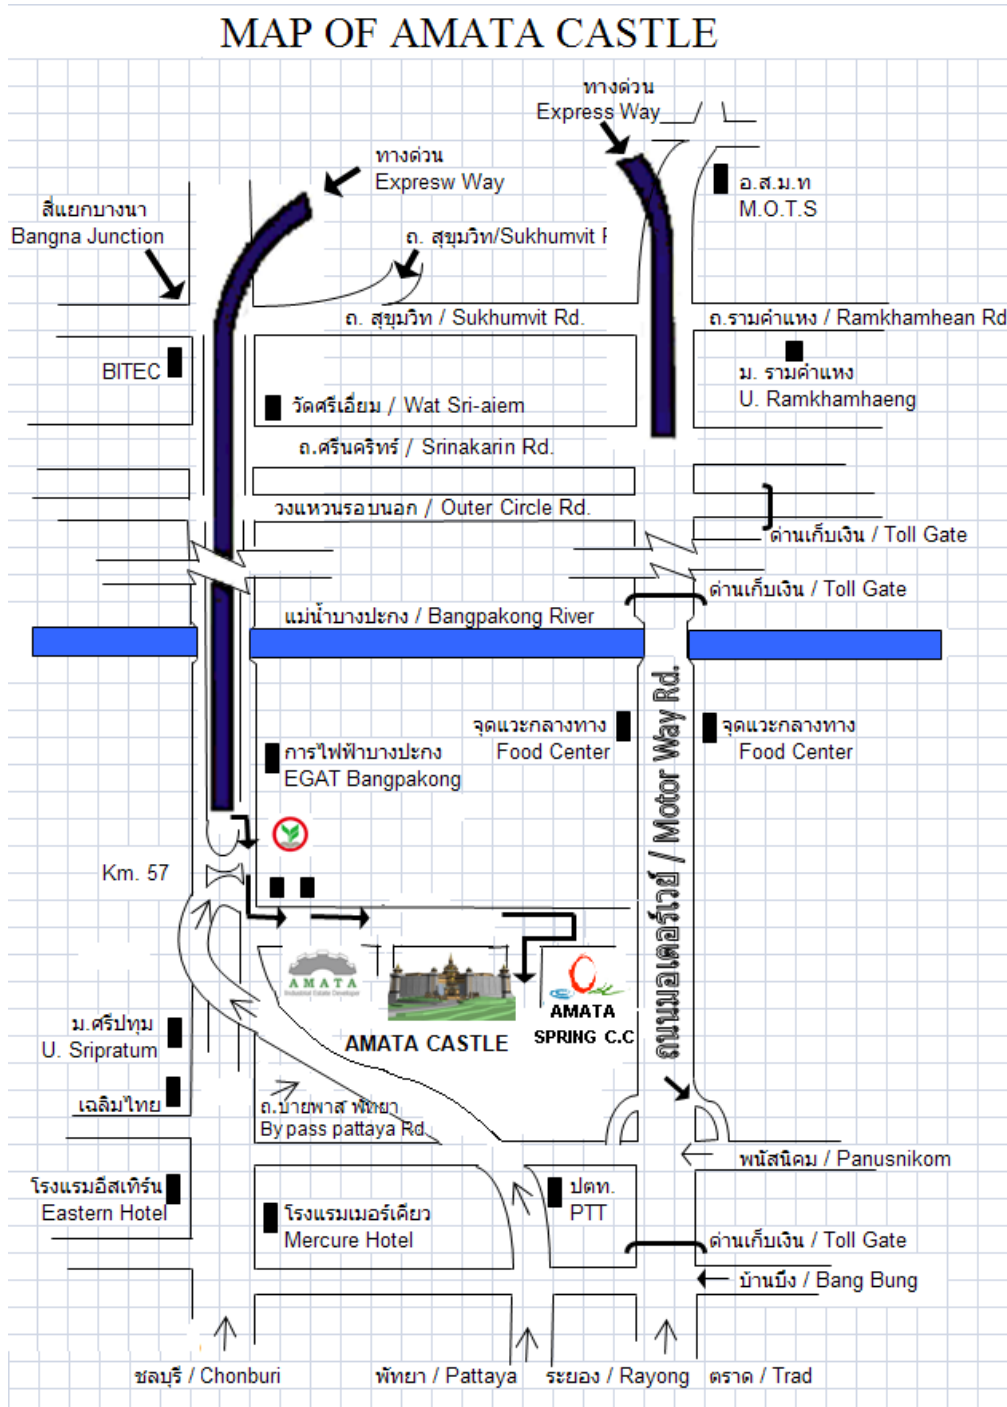 MAP OF AMATA CASTLE
ทางด่วน
Express Way
ทางด่วน
Expresw Way
อ.ส.ม.ท
M.O.T.S
สี่แยกบางนา
Bangna Junction
ถ. สุขุมวิท/Sukhumvit
ถ. สุขุมวิท / Sukhumvit Rd.
ถ.รามคำแหง / Ramkhamhean Rd
BITEC
ม. รามคำแหง
U. Ramkhamhaeng
วัดศรีเอี่ยม / Wat Sri-aiem
ถ.ศรีนคริทร์ / Srinakarin Rd.
วงแหวนรอบนอก / Outer Circle Rd.
ด่านเก็บเงิน / Toll Gate
ด่านเก็บเงิน / Toll Gate
แม่น้ำบางปะกง / Bangpakong River
ถนนมอเตอร์เวย์ / Motor Way Rd.
จุดแวะกลางทาง
Food Center
จุดแวะกลางทาง
Food Center
การไฟฟ้าบางปะกง
EGAT Bangpakong
Km. 57
AMATA
Industrial Estate Developer
AMATA CASTLE
AMATA
SPRING C.C
ม.ศรีปทุม
U. Sripratum
เฉลิมไทย
ถ.บายพาส พัทยา
By pass pattaya Rd
พนัสนิคม / Panusnikom
โรงแรมอีสเทิร์น
Eastern Hotel
ปตท.
PTT
โรงแรมเมอร์เคียว
Mercure Hotel
ด่านเก็บเงิน / Toll Gate
บ้านบึง / Bang Bung
ชลบุรี / Chonburi
พัทยา / Pattaya
ระยอง / Rayong
ตราด / Trad